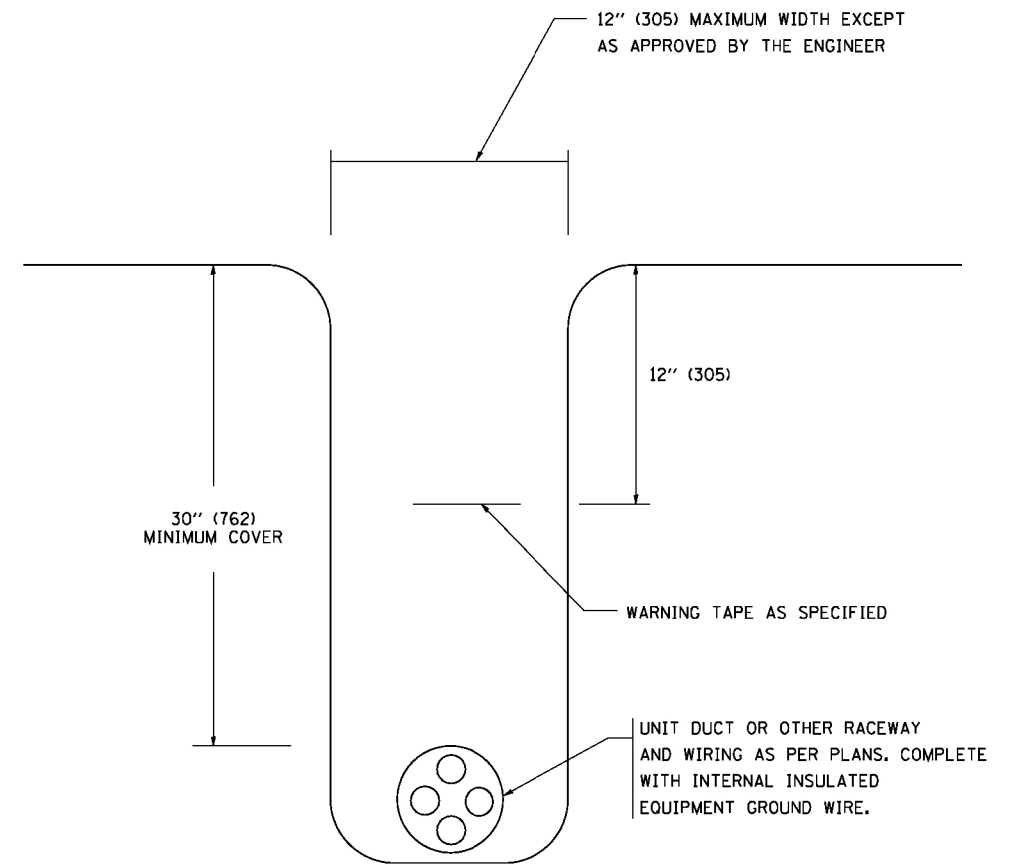 12" (305) MAXIMUM WIDTH EXCEPT
AS APPROVED BY THE ENGINEER
12" (305)
30" (762)
MINIMUM COVER
WARNING TAPE AS SPECIFIED
UNIT DUCT OR OTHER RACEWAY
AND WIRING AS PER PLANS. COMPLETE
WITH INTERNAL INSULATED
EQUIPMENT GROUND WIRE.